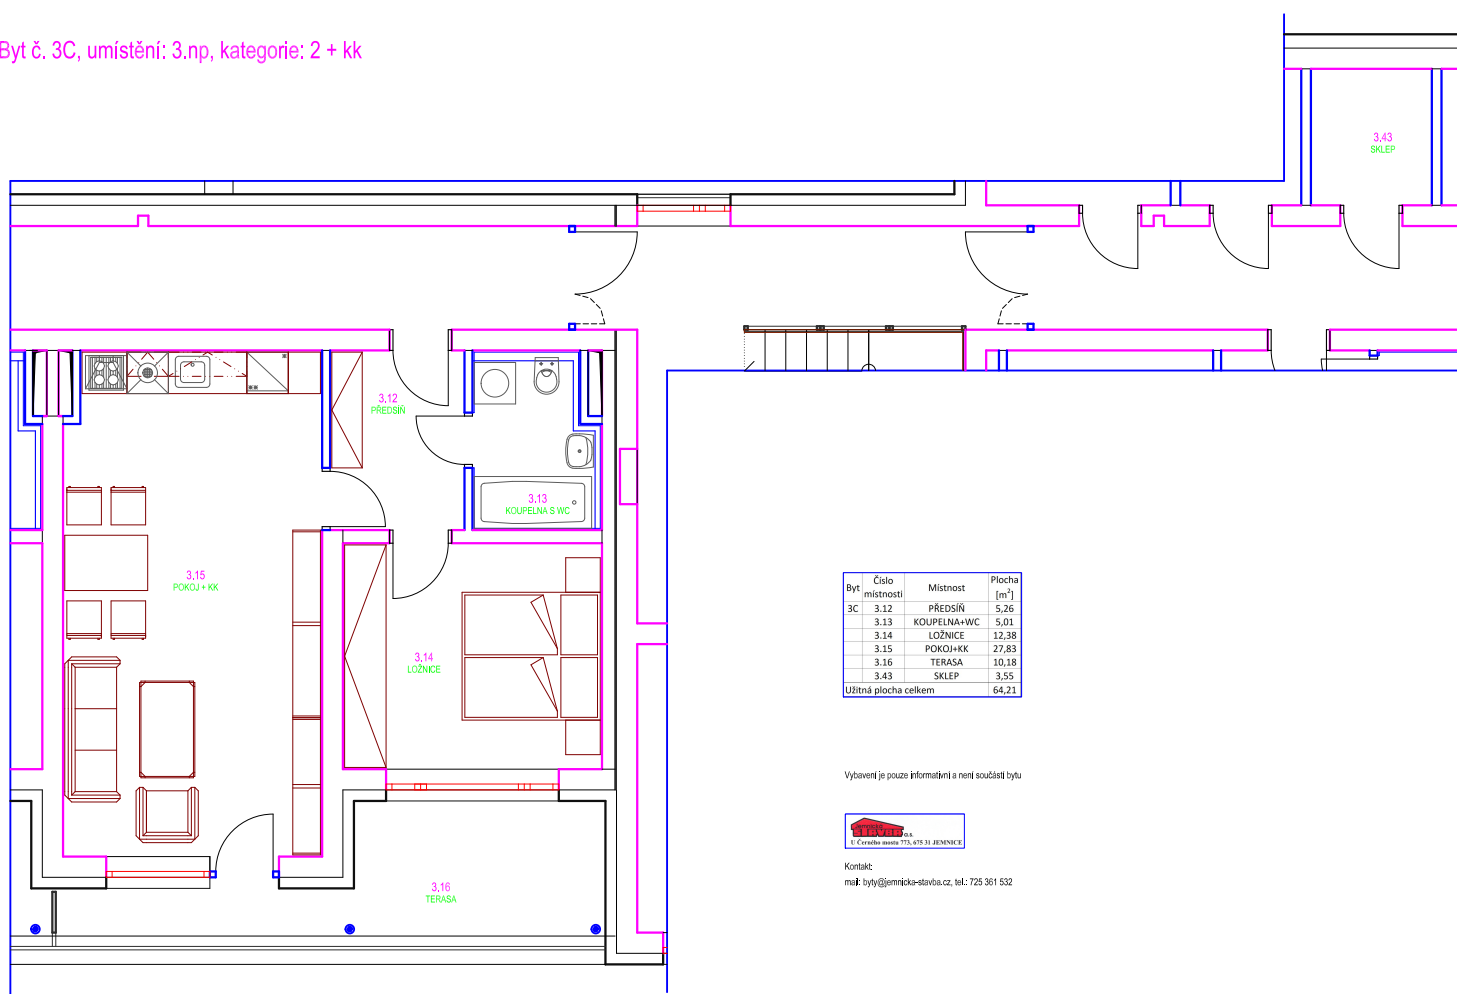 Byt č. 3C, umístění: 3.np, kategorie: 2 + kk
3.43
SKLEP
3.12
PŘEDSÍŇ
3.13
KOUPELNA S WC
3.15
POKOJ + KK
3.14
LOŽNICE
3.16
TERASA
Byt Číslo místnosti Místnost Plocha [m²]
3C 3.12 PŘEDSÍŇ 5,26
3.13 KOUPELNA+WC 5,01
3.14 LOŽNICE 12,38
3.15 POKOJ+KK 27,83
3.16 TERASA 10,18
3.43 SKLEP 3,55
Užitná plocha celkem 64,21
Vybavení je pouze informativní a není součástí bytu
Jemnická
STAVBA a.s.
U Černého mostu 773, 675 31 JEMNICE
Kontakt:
mail: byty@jemnicka-stavba.cz, tel.: 725 361 532